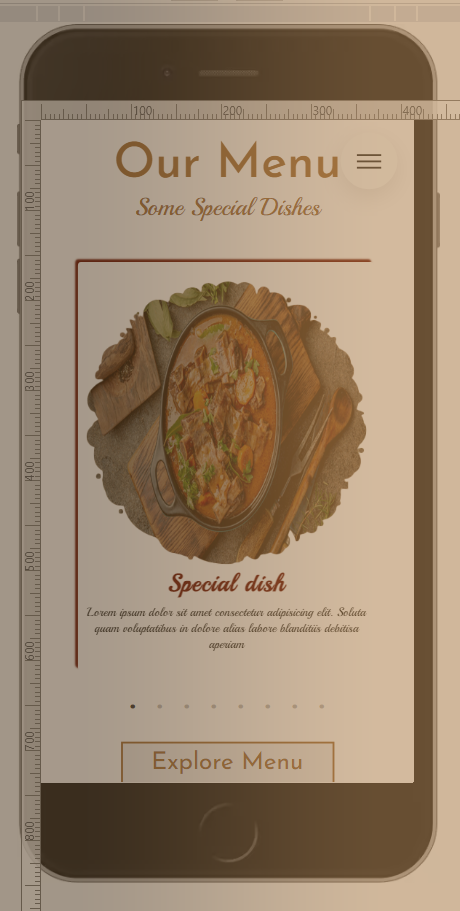 100 200 300 400
Our Menu
Some Special Dishes
Special dish
Lorem ipsum dolor sit amet consectetur adipisicing elit. Soluta
quam voluptatibus in dolore alias labore blanditiis debitisa
aperiam
Explore Menu
100
200
300
400
500
600
700
800